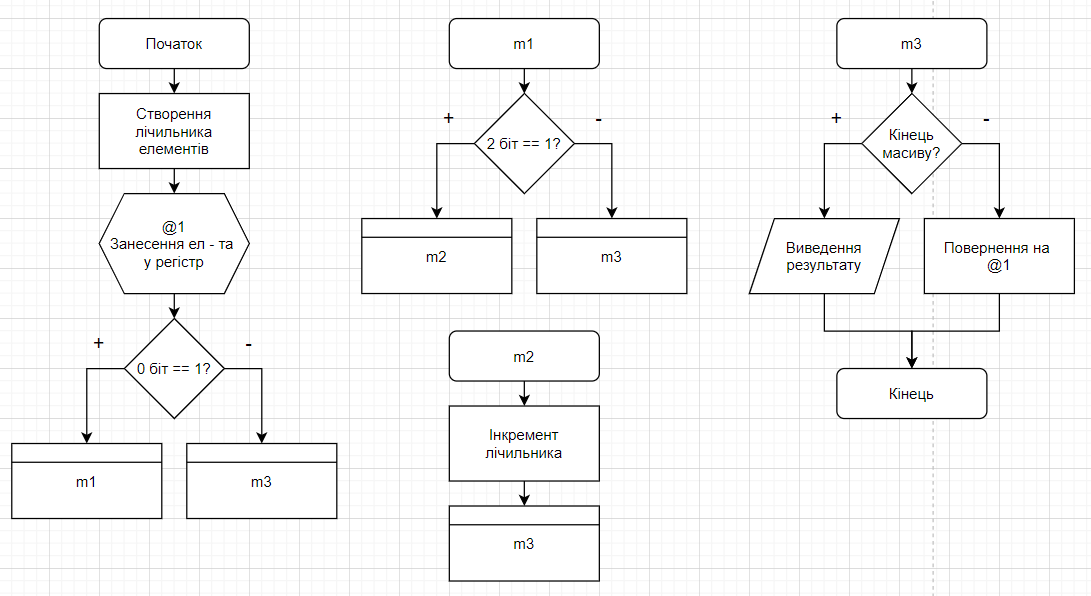 Початок
Створення
лічильника
елементів
@1
Занесення ел - та
у регістр
+
-
0 біт == 1?
m1
m3
m1
+
-
2 біт == 1?
m2
m3
m2
Інкремент
лічильника
m3
m3
+
-
Кінець
масиву?
Виведення
результату
Повернення на
@1
Кінець